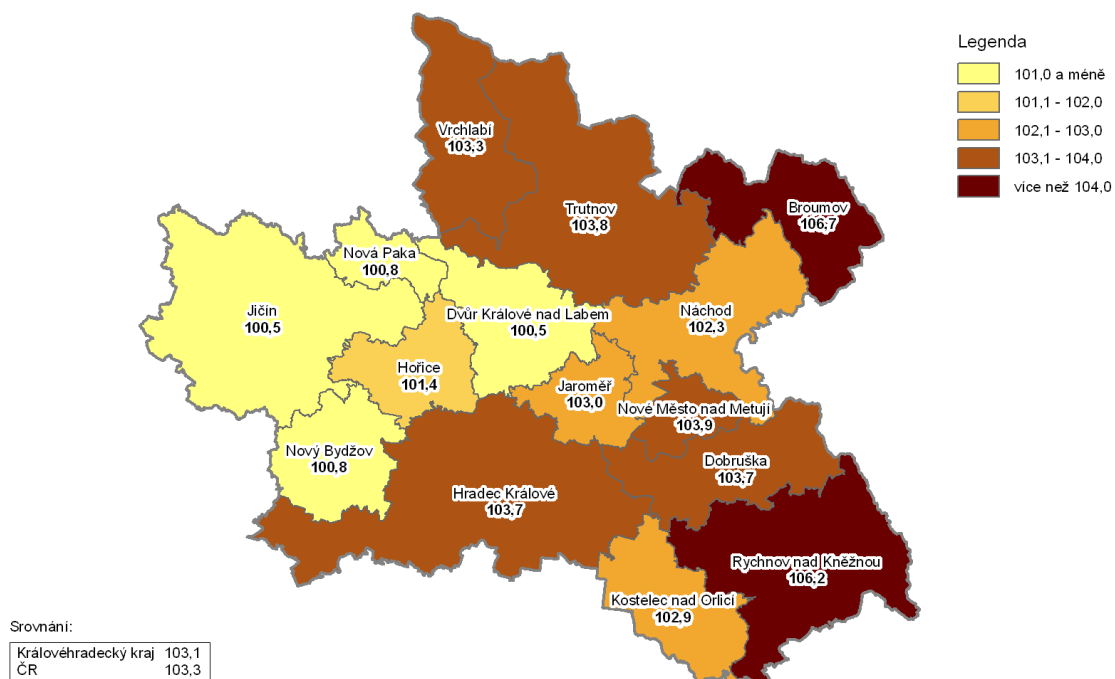 Legenda
101,0 a méně
101,1 - 102,0
102,1 - 103,0
103,1 - 104,0
více než 104,0
Vrchlabí
103,3
Trutnov
103,8
Broumov
106,7
Nová Paka
100,8
Jičín
100,5
Dvůr Králové nad Labem
100,5
Náchod
102,3
Hořice
101,4
Jaroměř
103,0
Nové Město nad Metují
103,9
Nový Bydžov
100,8
Dobruška
103,7
Hradec Králové
103,7
Rychnov nad Kněžnou
106,2
Kostelec nad Orlicí
102,9
Srovnání:
Královéhradecký kraj 103,1
ČR 103,3